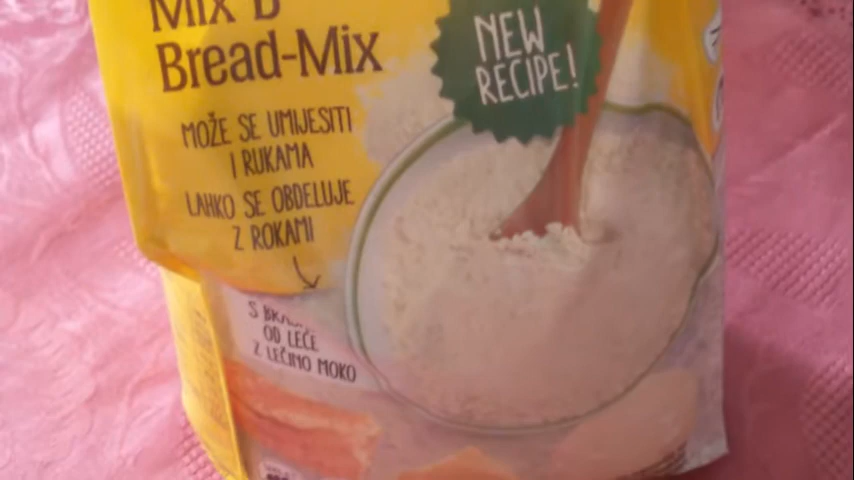 Mix B
Bread-Mix
NEW
RECIPE!
MOŽE SE UMIJESITI
I RUKAMA
LAHKO SE OBDELUJE
Z ROKAMI
OD LEĆE
Z LEČINO MOKO